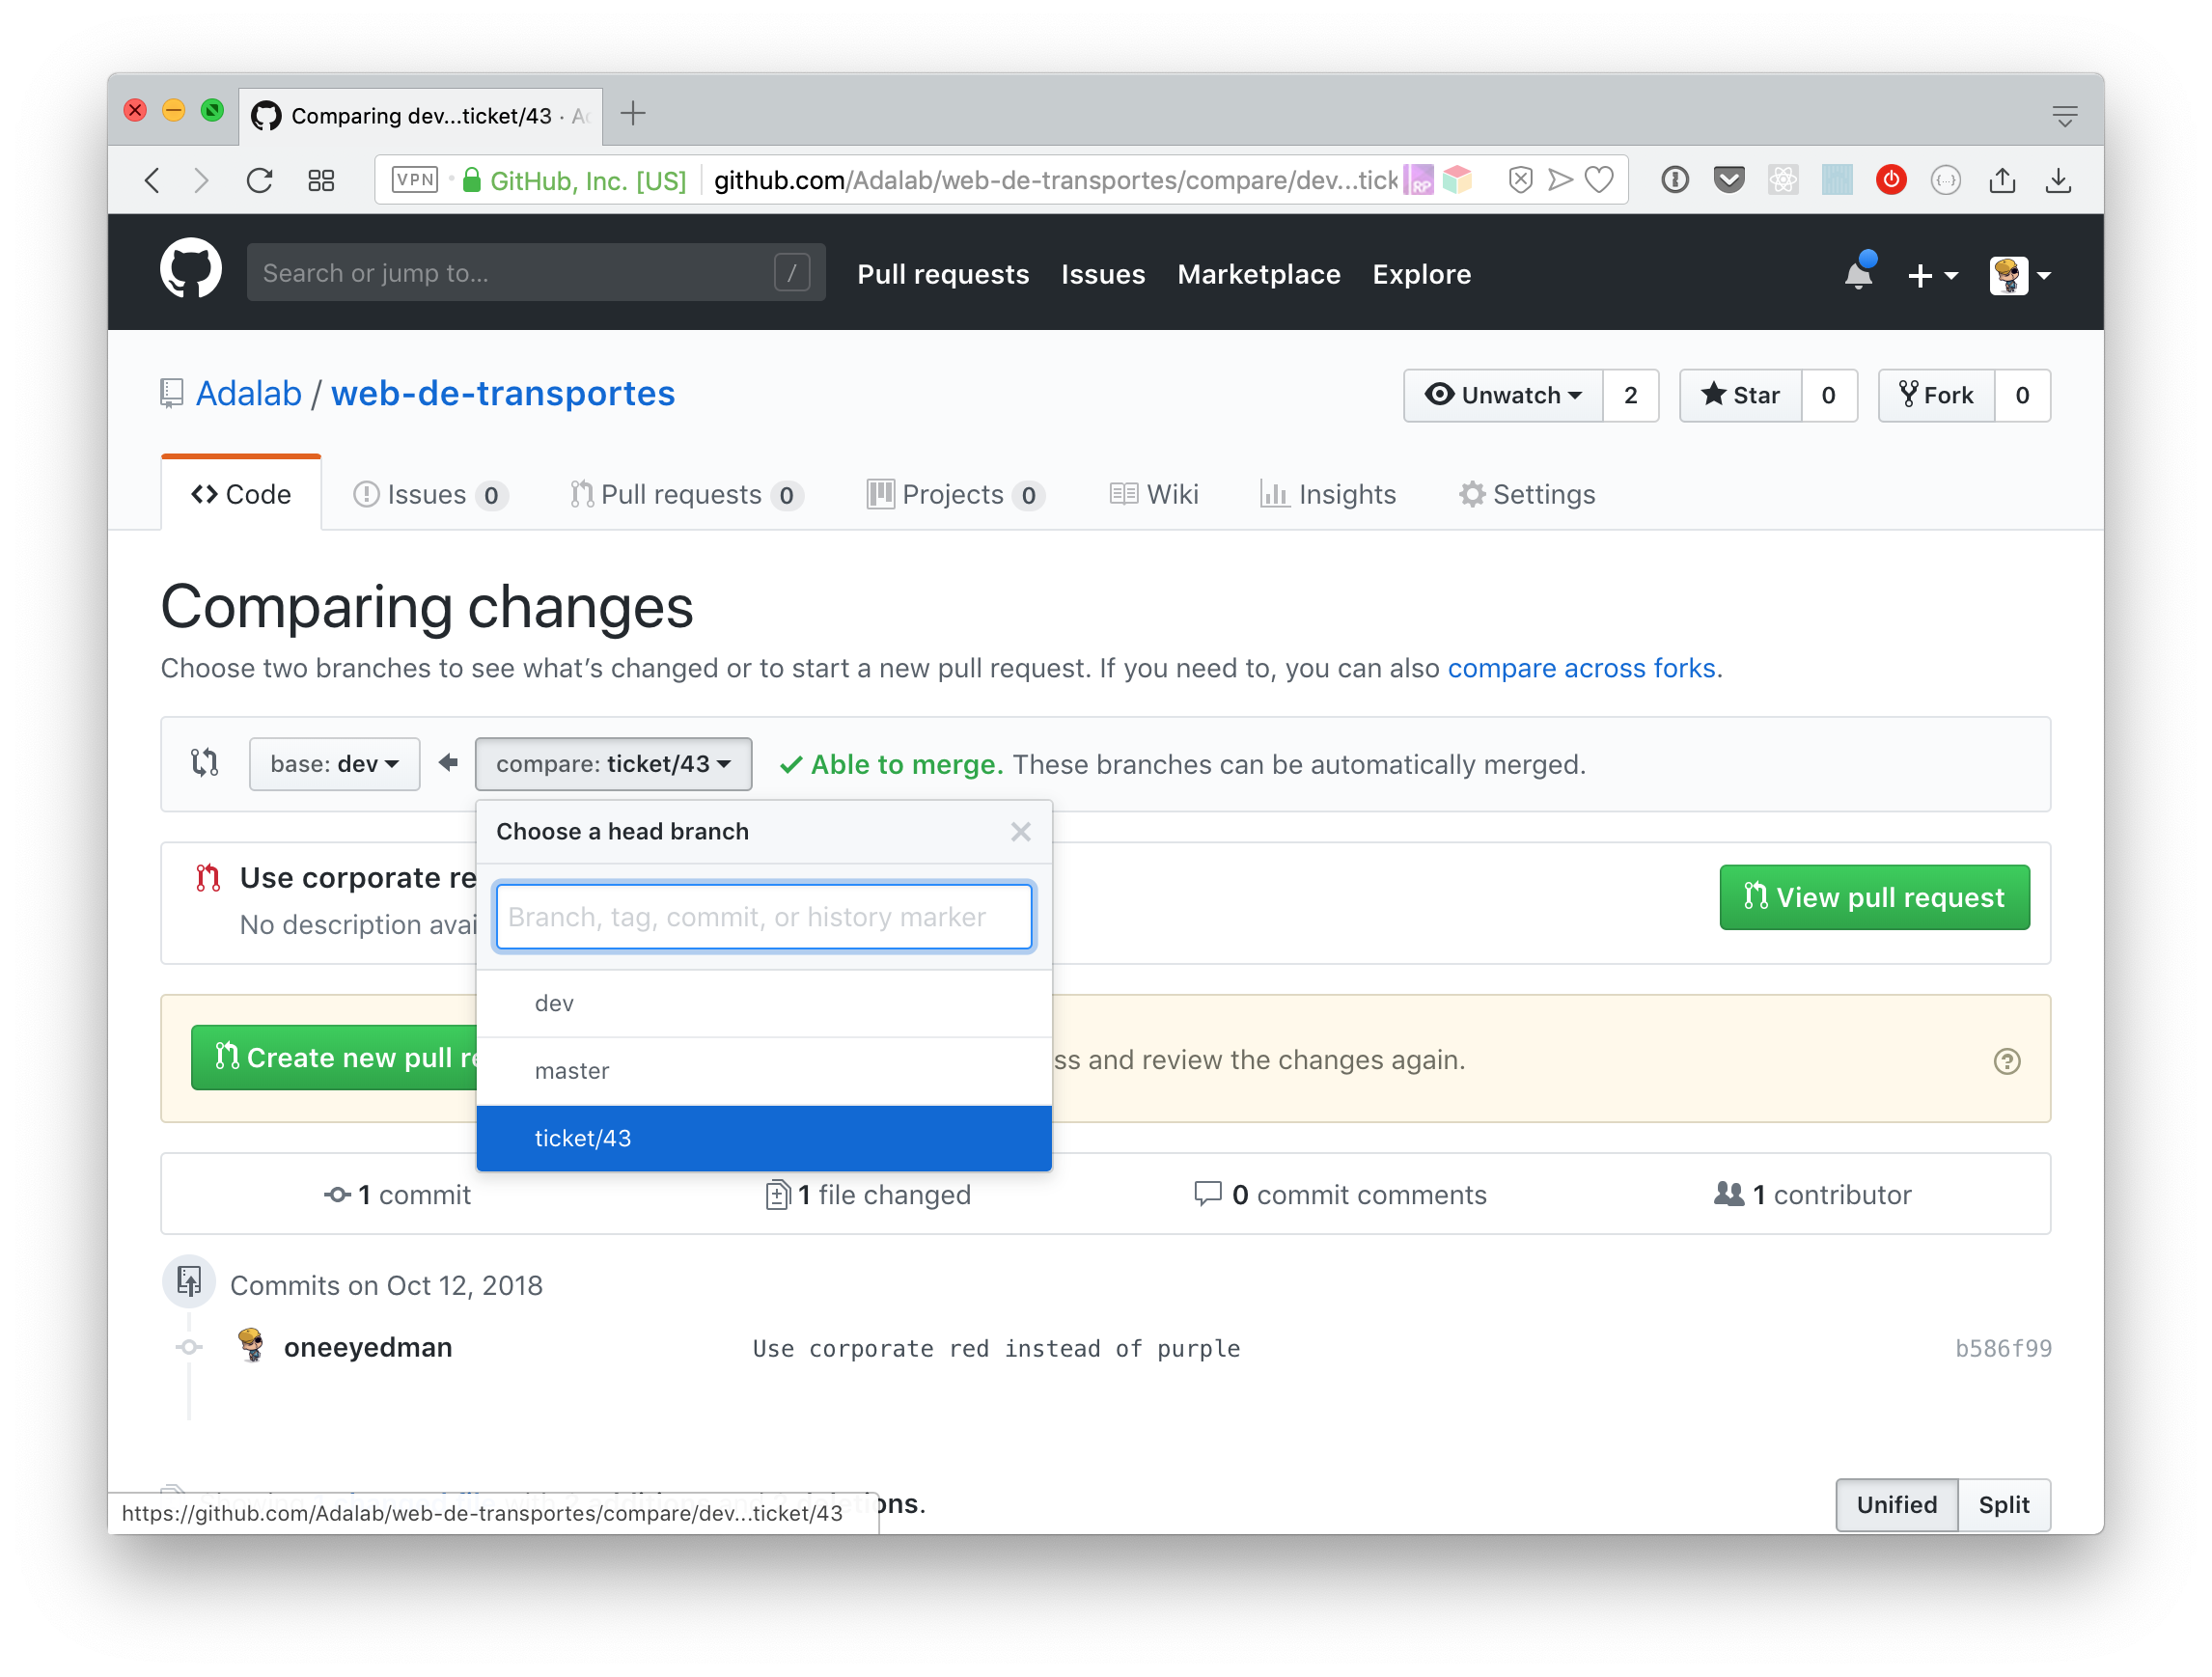 Comparing dev...ticket/43 ·
VPN GitHub, Inc. [US] github.com/Adalab/web-de-transportes/compare/dev...tick
Search or jump to... / Pull requests Issues Marketplace Explore
Adalab / web-de-transportes Unwatch 2 Star 0 Fork 0
Code Issues 0 Pull requests 0 Projects 0 Wiki Insights Settings
Comparing changes
Choose two branches to see what’s changed or to start a new pull request. If you need to, you can also compare across forks.
base: dev compare: ticket/43 Able to merge. These branches can be automatically merged.
Choose a head branch
Use corporate re
View pull request
No description avai
Branch, tag, commit, or history marker
dev
Create new pull re
ss and review the changes again.
master
ticket/43
1 commit 1 file changed 0 commit comments 1 contributor
Commits on Oct 12, 2018
oneeyedman Use corporate red instead of purple b586f99
ons.
Unified Split
https://github.com/Adalab/web-de-transportes/compare/dev...ticket/43